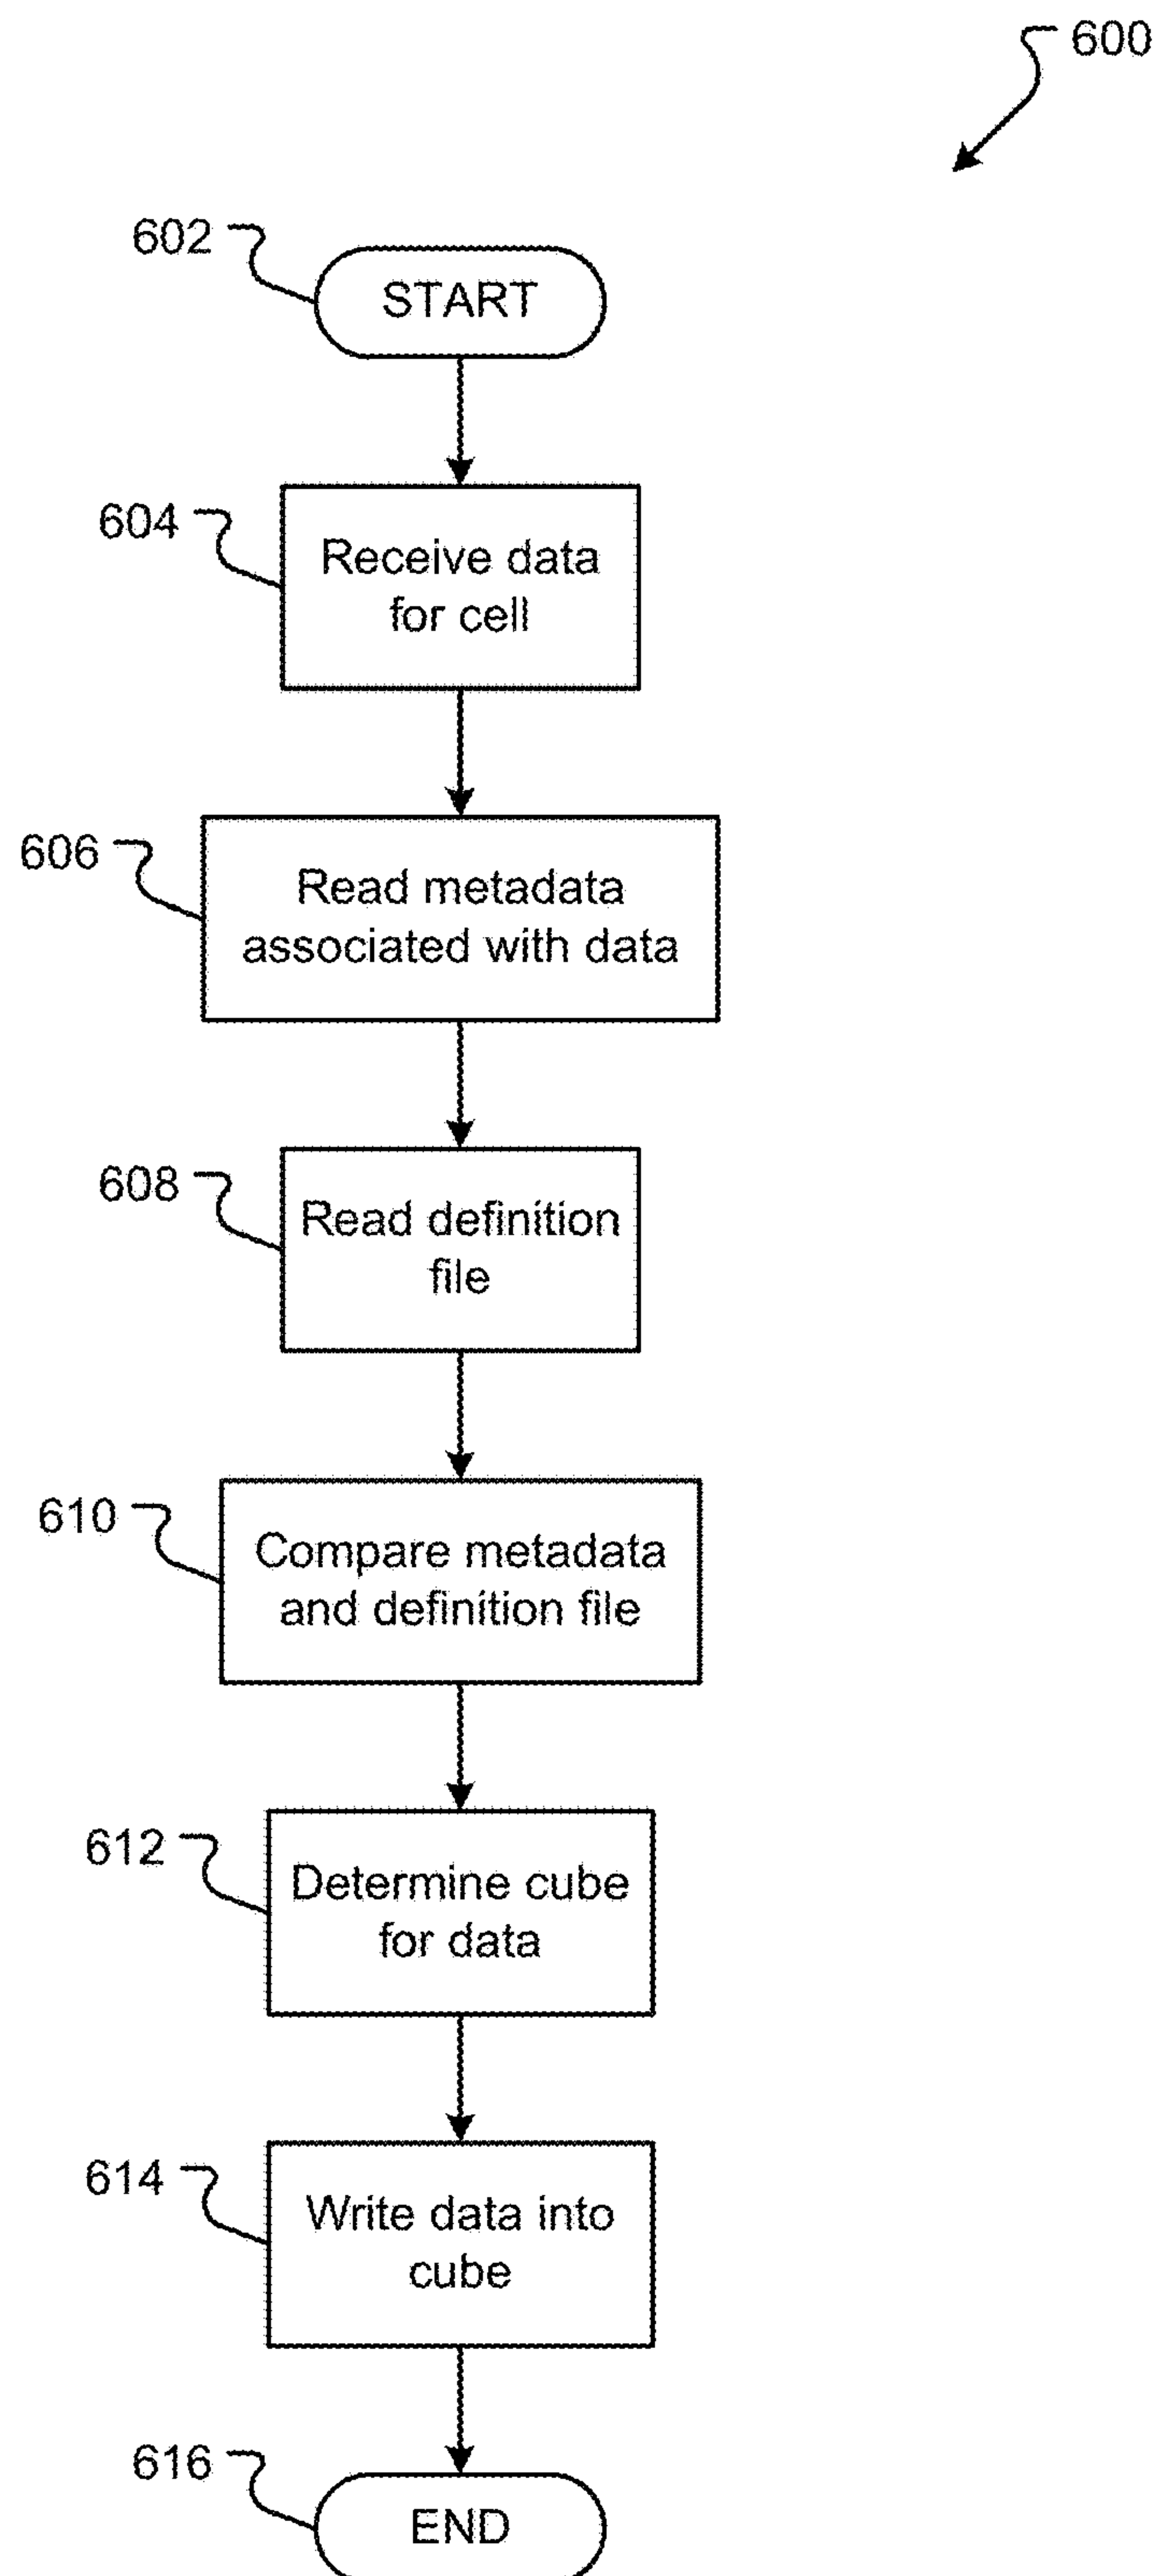 600
602
START
604
Receive data
for cell
606
Read metadata
associated with data
608
Read definition
file
610
Compare metadata
and definition file
612
Determine cube
for data
614
Write data into
cube
616
END